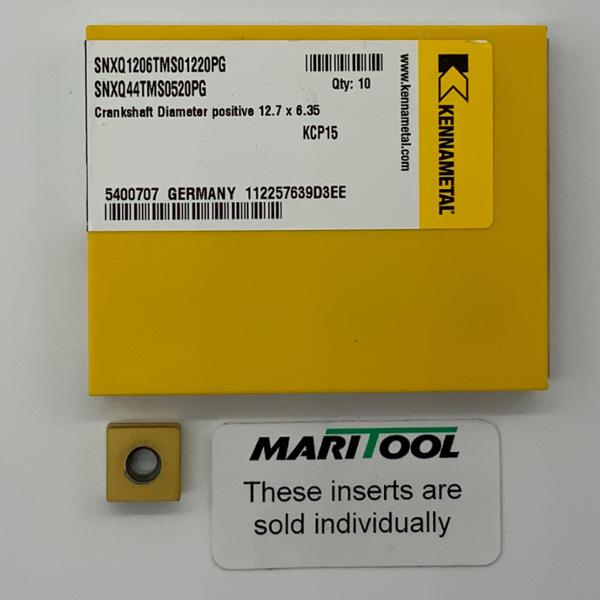 SNXQ1206TMS01220PG
SNXQ44TMS0520PG
Qty: 10
Crankshaft Diameter positive 12.7 x 6.35
KCP15
5400707 GERMANY 112257639D3EE
www.kennametal.com
KENNAMETAL
MARITOOL
These inserts are
sold individually